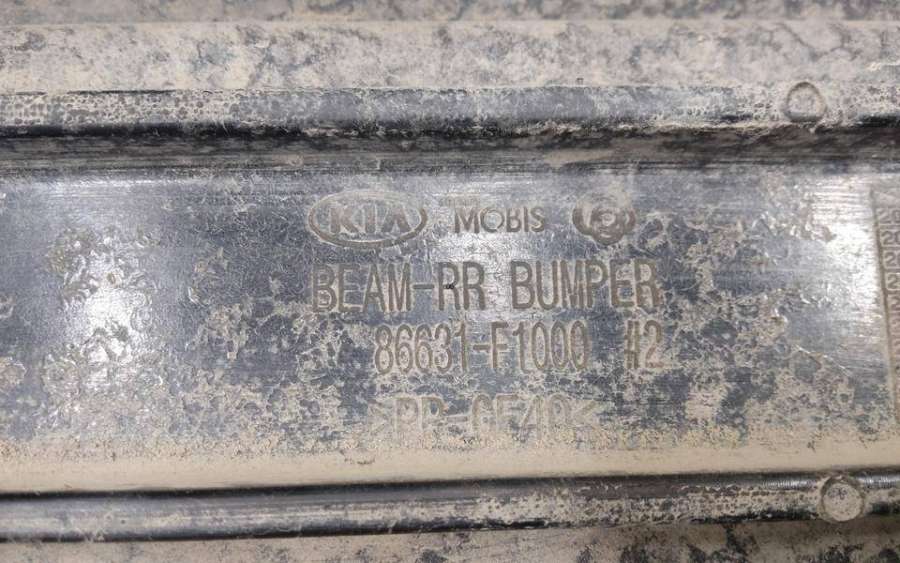 KIA MOBIS
BEAM-RR BUMPER
86631-F1000 #2
>PP-GF40<